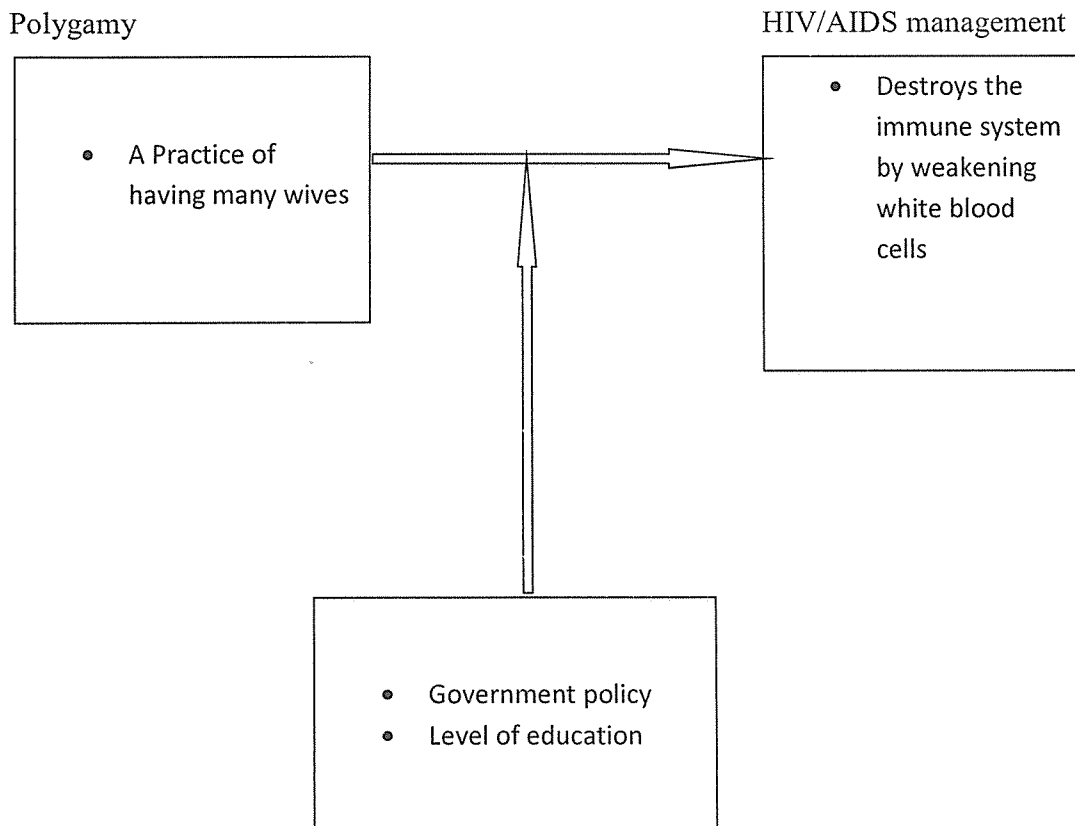 Polygamy
HIV/AIDS management
• A Practice of
having many wives
• Destroys the
immune system
by weakening
white blood
cells
• Government policy
• Level of education